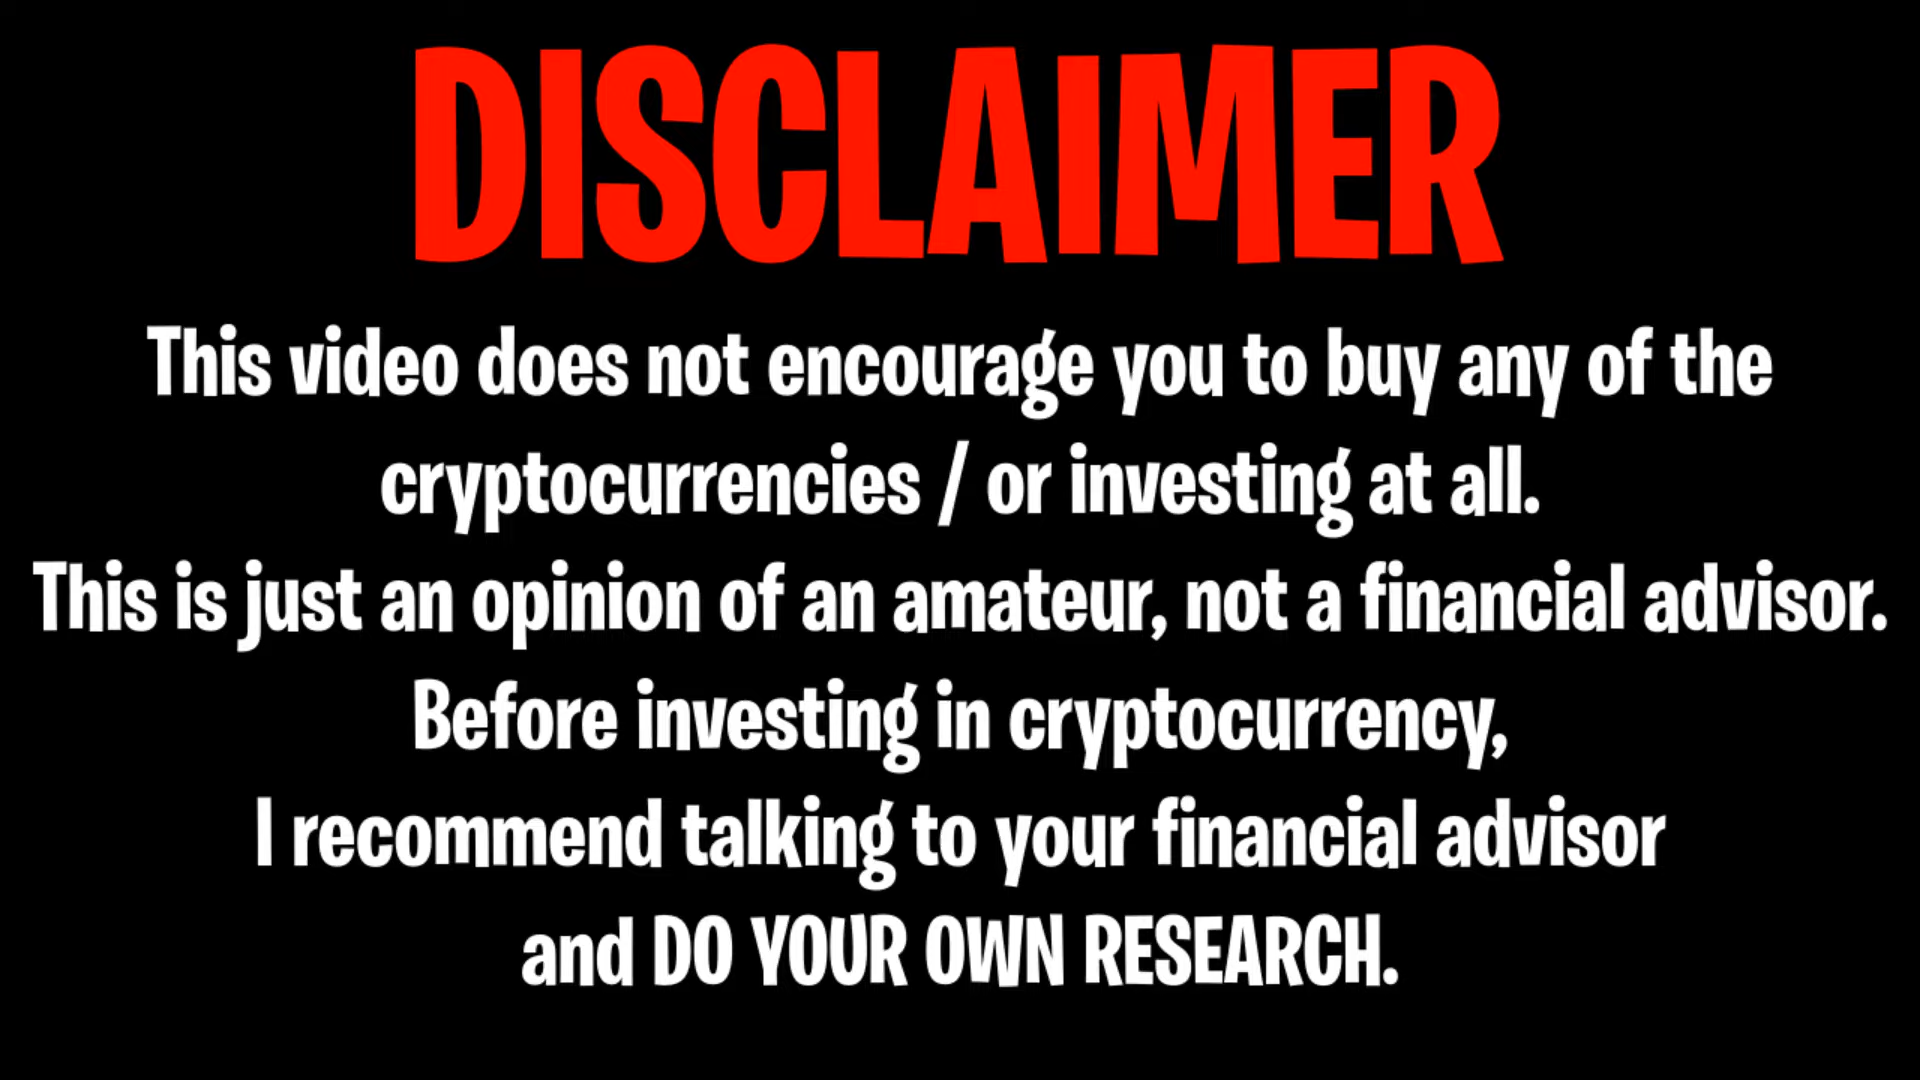 DISCLAIMER
This video does not encourage you to buy any of the
cryptocurrencies / or investing at all.
This is just an opinion of an amateur, not a financial advisor.
Before investing in cryptocurrency,
I recommend talking to your financial advisor
and DO YOUR OWN RESEARCH.